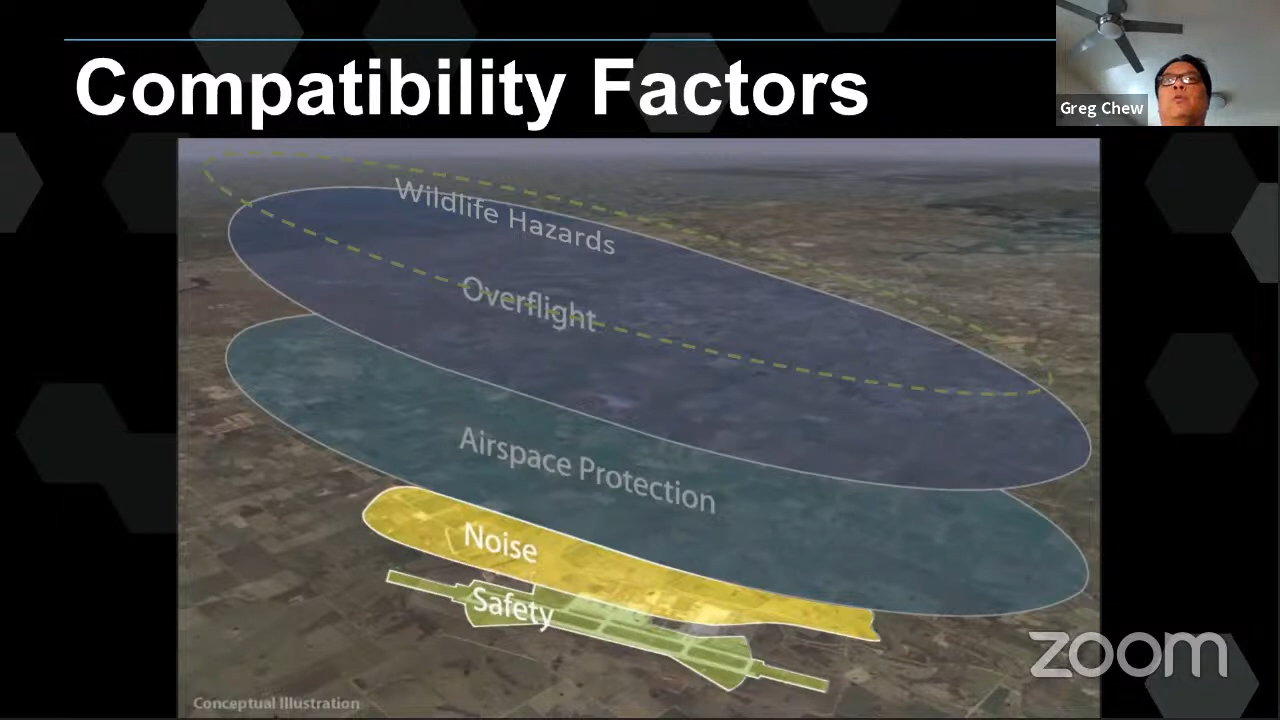 Compatibility Factors
Greg Chew
Wildlife Hazards
Overflight
Airspace Protection
Noise
Safety
zoom
Conceptual Illustration